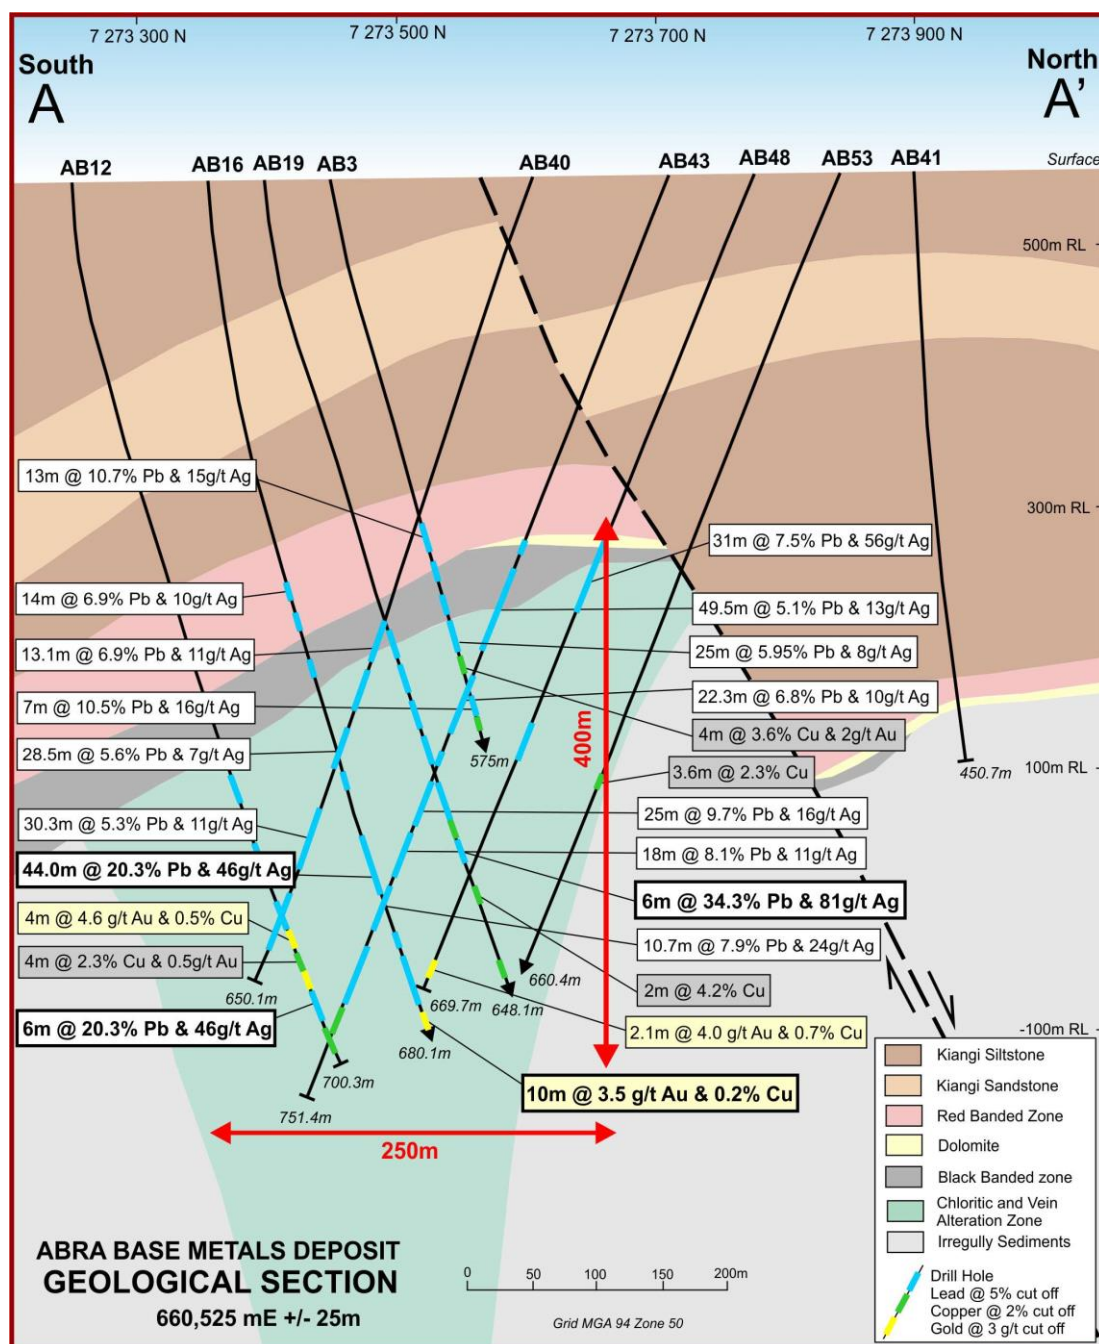 7 273 300 N
7 273 500 N
7 273 700 N
7 273 900 N
South
North
A
A’
AB12
AB16
AB19
AB3
AB40
AB43
AB48
AB53
AB41
Surface
500m RL
13m @ 10.7% Pb & 15g/t Ag
300m RL
31m @ 7.5% Pb & 56g/t Ag
14m @ 6.9% Pb & 10g/t Ag
49.5m @ 5.1% Pb & 13g/t Ag
13.1m @ 6.9% Pb & 11g/t Ag
25m @ 5.95% Pb & 8g/t Ag
7m @ 10.5% Pb & 16g/t Ag
22.3m @ 6.8% Pb & 10g/t Ag
4m @ 3.6% Cu & 2g/t Au
28.5m @ 5.6% Pb & 7g/t Ag
575m
400m
3.6m @ 2.3% Cu
450.7m
100m RL
30.3m @ 5.3% Pb & 11g/t Ag
25m @ 9.7% Pb & 16g/t Ag
44.0m @ 20.3% Pb & 46g/t Ag
18m @ 8.1% Pb & 11g/t Ag
6m @ 34.3% Pb & 81g/t Ag
4m @ 4.6 g/t Au & 0.5% Cu
10.7m @ 7.9% Pb & 24g/t Ag
4m @ 2.3% Cu & 0.5g/t Au
650.1m
669.7m
648.1m
660.4m
2m @ 4.2% Cu
6m @ 20.3% Pb & 46g/t Ag
680.1m
2.1m @ 4.0 g/t Au & 0.7% Cu
-100m RL
700.3m
751.4m
10m @ 3.5 g/t Au & 0.2% Cu
250m
Kiangi Siltstone
Kiangi Sandstone
Red Banded Zone
Dolomite
Black Banded zone
Chloritic and Vein
Alteration Zone
Irregully Sediments
Drill Hole
Lead @ 5% cut off
Copper @ 2% cut off
Gold @ 3 g/t cut off
ABRA BASE METALS DEPOSIT
GEOLOGICAL SECTION
660,525 mE +/- 25m
0 50 100 150 200m
Grid MGA 94 Zone 50